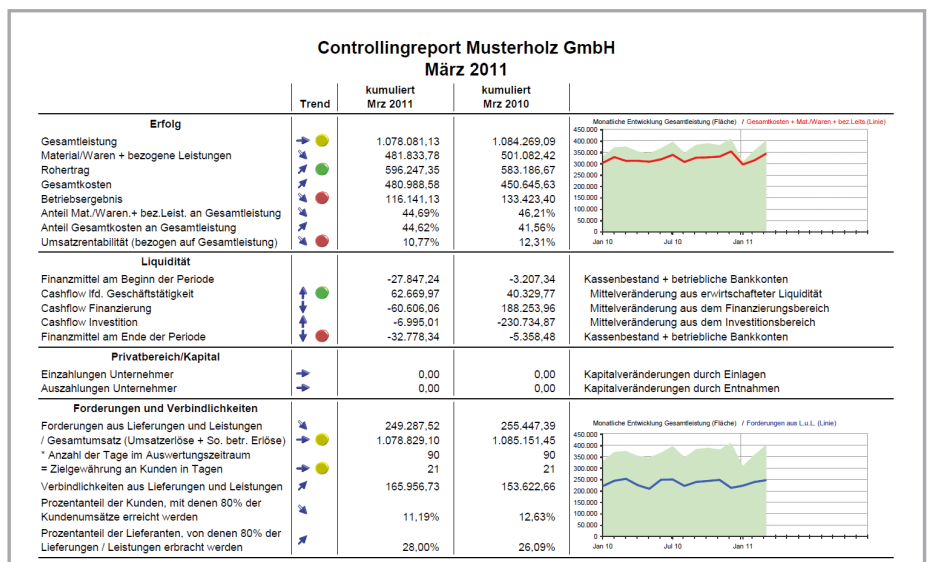 Controllingreport Musterholz GmbH
März 2011
Trend kumuliert Mrz 2011 kumuliert Mrz 2010
Erfolg
Gesamtleistung 1.078.081,13 1.084.269,09
Material/Waren + bezogene Leistungen 481.833,78 501.082,42
Rohertrag 596.247,35 583.186,67
Gesamtkosten 480.988,58 450.645,63
Betriebsergebnis 116.141,13 133.423,40
Anteil Mat./Waren.+ bez.Leist. an Gesamtleistung 44,69% 46,21%
Anteil Gesamtkosten an Gesamtleistung 44,62% 41,56%
Umsatzrentabilität (bezogen auf Gesamtleistung) 10,77% 12,31%
Monatliche Entwicklung Gesamtleistung (Fläche) / Gesamtkosten + Mat./Waren.+ bez.Leits.(Linie)
450.000
400.000
350.000
300.000
250.000
200.000
150.000
100.000
50.000
0
Jan 10 Jul 10 Jan 11
Liquidität
Finanzmittel am Beginn der Periode -27.847,24 -3.207,34 Kassenbestand + betriebliche Bankkonten
Cashflow lfd. Geschäftstätigkeit 62.669,97 40.329,77 Mittelveränderung aus erwirtschafteter Liquidität
Cashflow Finanzierung -60.606,06 188.253,96 Mittelveränderung aus dem Finanzierungsbereich
Cashflow Investition -6.995,01 -230.734,87 Mittelveränderung aus dem Investitionsbereich
Finanzmittel am Ende der Periode -32.778,34 -5.358,48 Kassenbestand + betriebliche Bankkonten
Privatbereich/Kapital
Einzahlungen Unternehmer 0,00 0,00 Kapitalveränderungen durch Einlagen
Auszahlungen Unternehmer 0,00 0,00 Kapitalveränderungen durch Entnahmen
Forderungen und Verbindlichkeiten
Forderungen aus Lieferungen und Leistungen 249.287,52 255.447,39
/ Gesamtumsatz (Umsatzerlöse + So. betr. Erlöse) 1.078.829,10 1.085.151,45
* Anzahl der Tage im Auswertungszeitraum 90 90
= Zielgewährung an Kunden in Tagen 21 21
Verbindlichkeiten aus Lieferungen und Leistungen 165.956,73 153.622,66
Prozentanteil der Kunden, mit denen 80% der
Kundenumsätze erreicht werden 11,19% 12,63%
Prozentanteil der Lieferanten, von denen 80% der
Lieferungen / Leistungen erbracht werden 28,00% 26,09%
Monatliche Entwicklung Gesamtleistung (Fläche) / Forderungen aus L.u.L. (Linie)
450.000
400.000
350.000
300.000
250.000
200.000
150.000
100.000
50.000
0
Jan 10 Jul 10 Jan 11